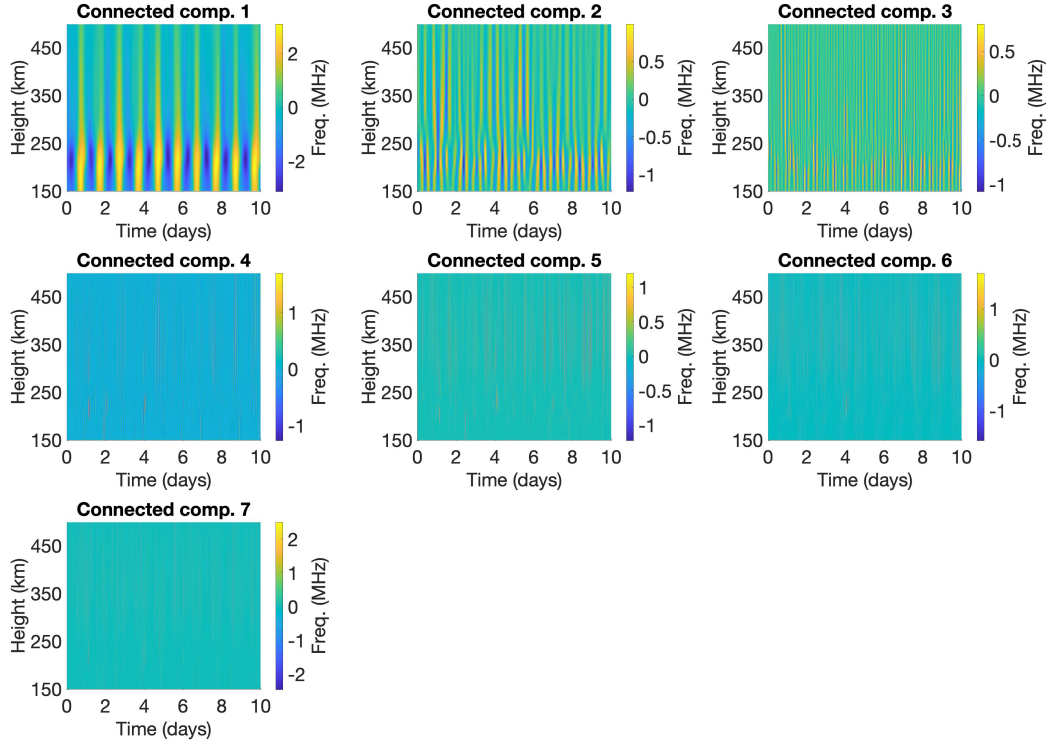 Connected comp. 1
Connected comp. 2
Connected comp. 3
450
350
250
150
Height (km)
0 2 4 6 8 10
Time (days)
2
0
-2
Freq. (MHz)
450
350
250
150
Height (km)
0 2 4 6 8 10
Time (days)
0.5
0
-0.5
-1
Freq. (MHz)
450
350
250
150
Height (km)
0 2 4 6 8 10
Time (days)
0.5
0
-0.5
-1
Freq. (MHz)
Connected comp. 4
Connected comp. 5
Connected comp. 6
450
350
250
150
Height (km)
0 2 4 6 8 10
Time (days)
1
0
-1
Freq. (MHz)
450
350
250
150
Height (km)
0 2 4 6 8 10
Time (days)
1
0.5
0
-0.5
-1
Freq. (MHz)
450
350
250
150
Height (km)
0 2 4 6 8 10
Time (days)
1
0
-1
Freq. (MHz)
Connected comp. 7
450
350
250
150
Height (km)
0 2 4 6 8 10
Time (days)
2
1
0
-1
-2
Freq. (MHz)